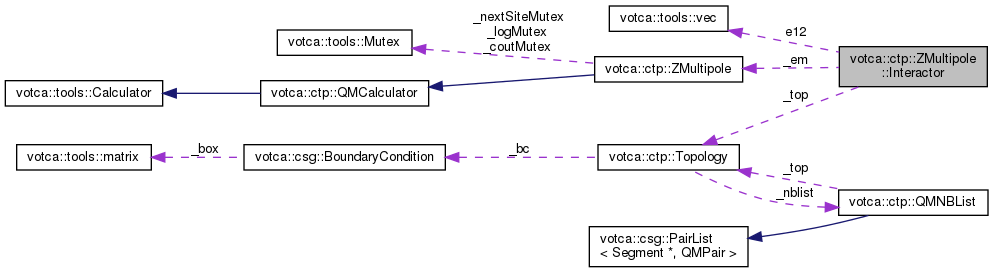 _nextSiteMutex
_logMutex
_coutMutex
votca::tools::vec
e12
votca::tools::Mutex
votca::ctp::ZMultipole
_em
votca::ctp::ZMultipole
::Interactor
votca::tools::Calculator
votca::ctp::QMCalculator
_top
votca::tools::matrix
_box
votca::csg::BoundaryCondition
_bc
votca::ctp::Topology
_top
_nblist
votca::ctp::QMNBList
votca::csg::PairList
< Segment *, QMPair >